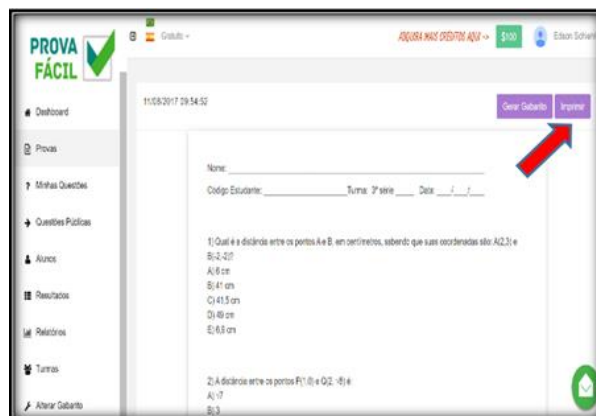 PROVA
FÁCIL
Gratuito
ADQUIRA MAIS CRÉDITOS AQUI ->
$100
Edson
Dashboard
Provas
Minhas Questões
Questões Públicas
Alunos
Resultados
Relatórios
Turmas
Alterar Gabarito
11/08/2017 09:54:52
Gerar Gabarito
Imprimir
Nome:
Código Estudante: Turma: 3ª série Data: / /
1) Qual é a distância entre os pontos A e B, em centímetros, sabendo que suas coordenadas são: A(2,3) e
B(-2,-2)?
A) 6 cm
B) 41 cm
C) 41,5 cm
D) 49 cm
E) 6,8 cm
2) A distância entre os pontos P(1,0) e Q(2, √8) é
A) √7
B) 3